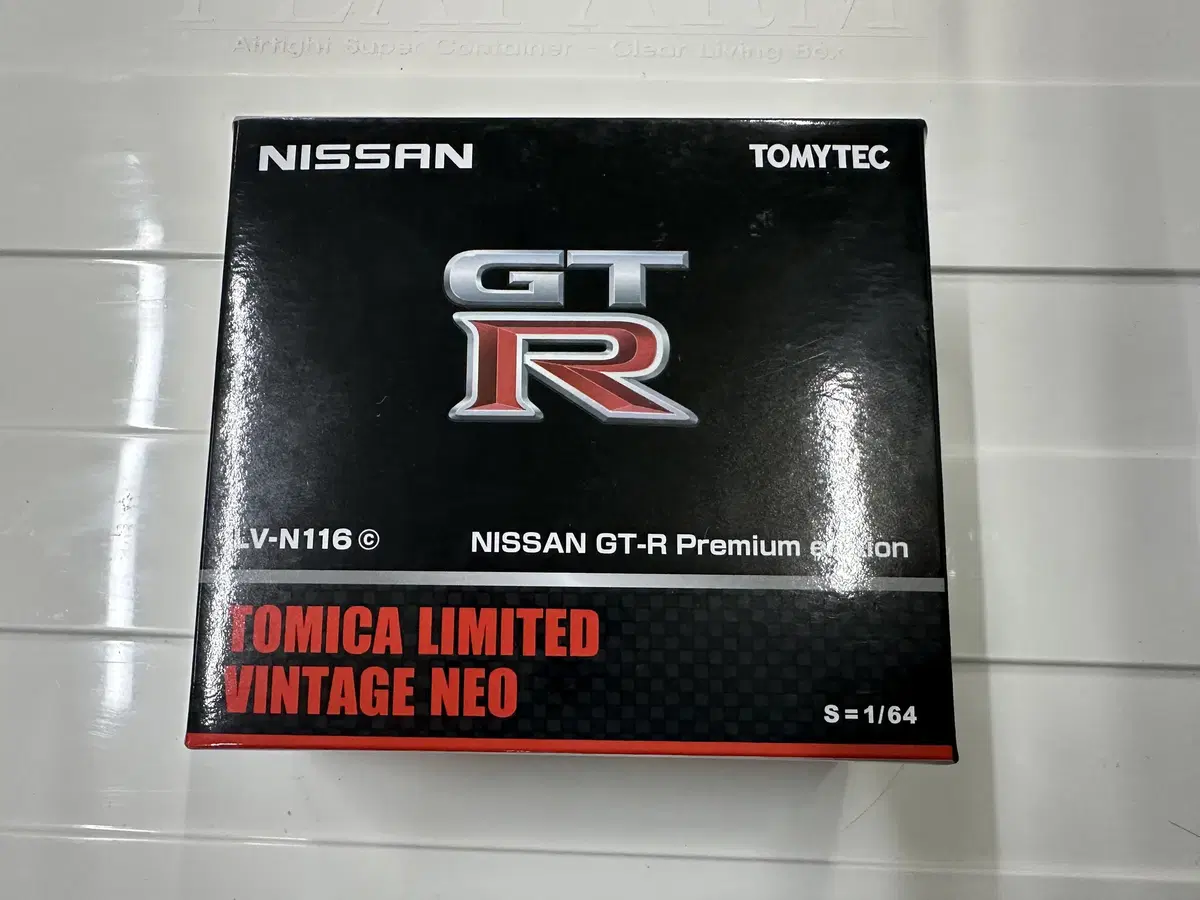 Airtight Super Container - Clear Living Box
NISSAN
TOMYTEC
GT
R
LV-N116 ©
NISSAN GT-R Premium edition
TOMICA LIMITED
VINTAGE NEO
S=1/64